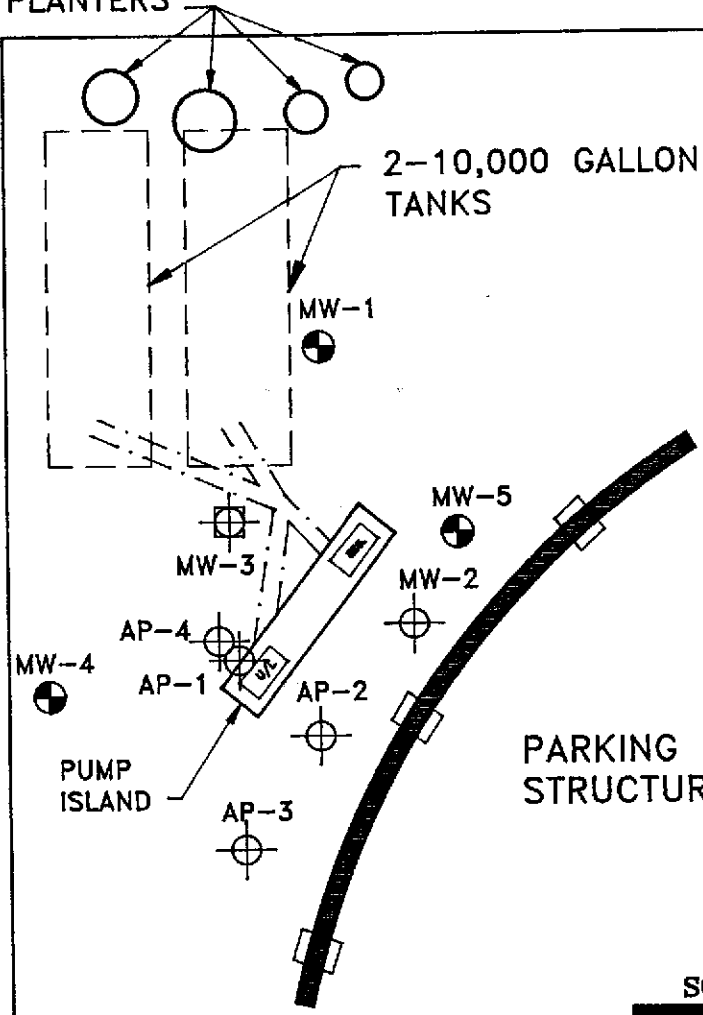 PLANTERS
2-10,000 GALLON
TANKS
MW-1
MW-5
MW-3
MW-2
AP-4
MW-4
AP-1
U/L
AP-2
PUMP
ISLAND
PARKING
STRUCTUR
AP-3